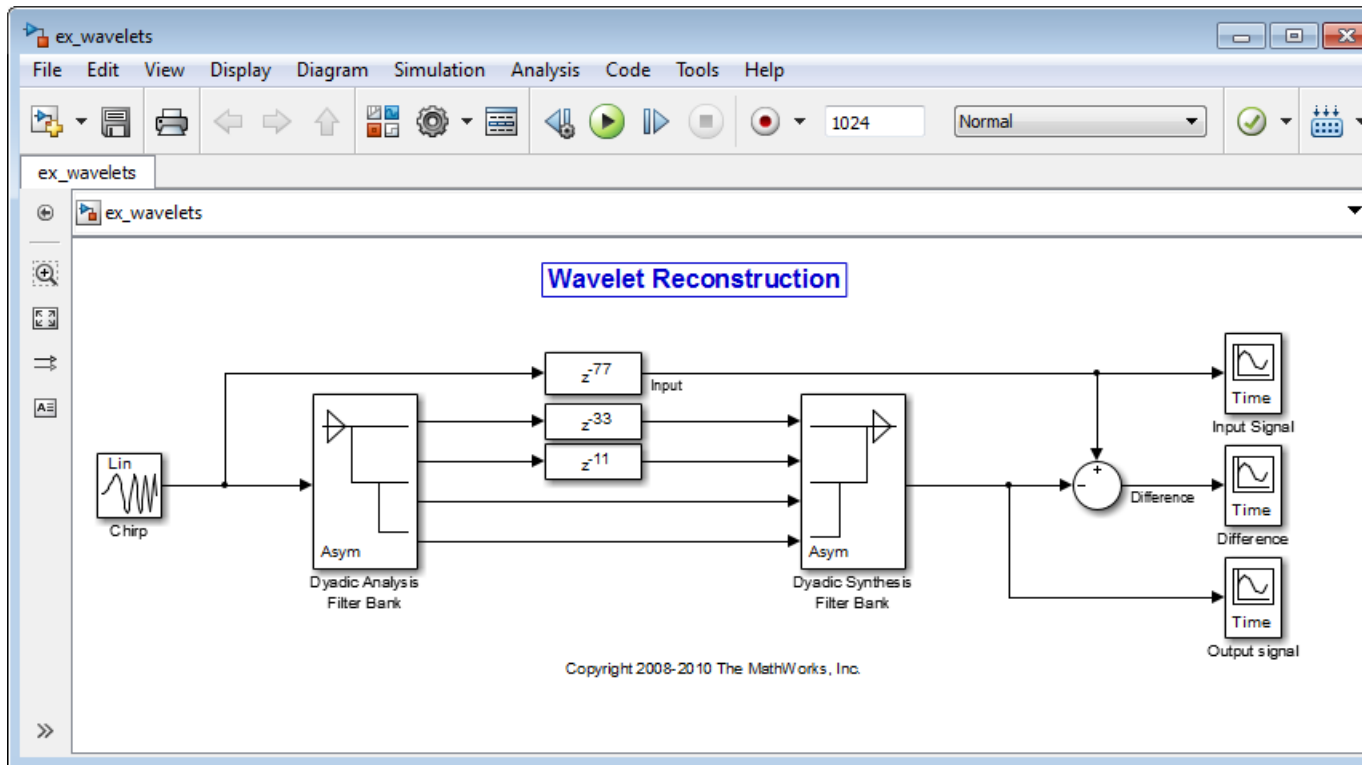 ex_wavelets
File Edit View Display Diagram Simulation Analysis Code Tools Help
1024 Normal
ex_wavelets
ex_wavelets
Wavelet Reconstruction
z-77
Input
z-33
z-11
Lin
Chirp
Asym
Dyadic Analysis
Filter Bank
Asym
Dyadic Synthesis
Filter Bank
+
-
Difference
Time
Input Signal
Time
Difference
Time
Output signal
Copyright 2008-2010 The MathWorks, Inc.